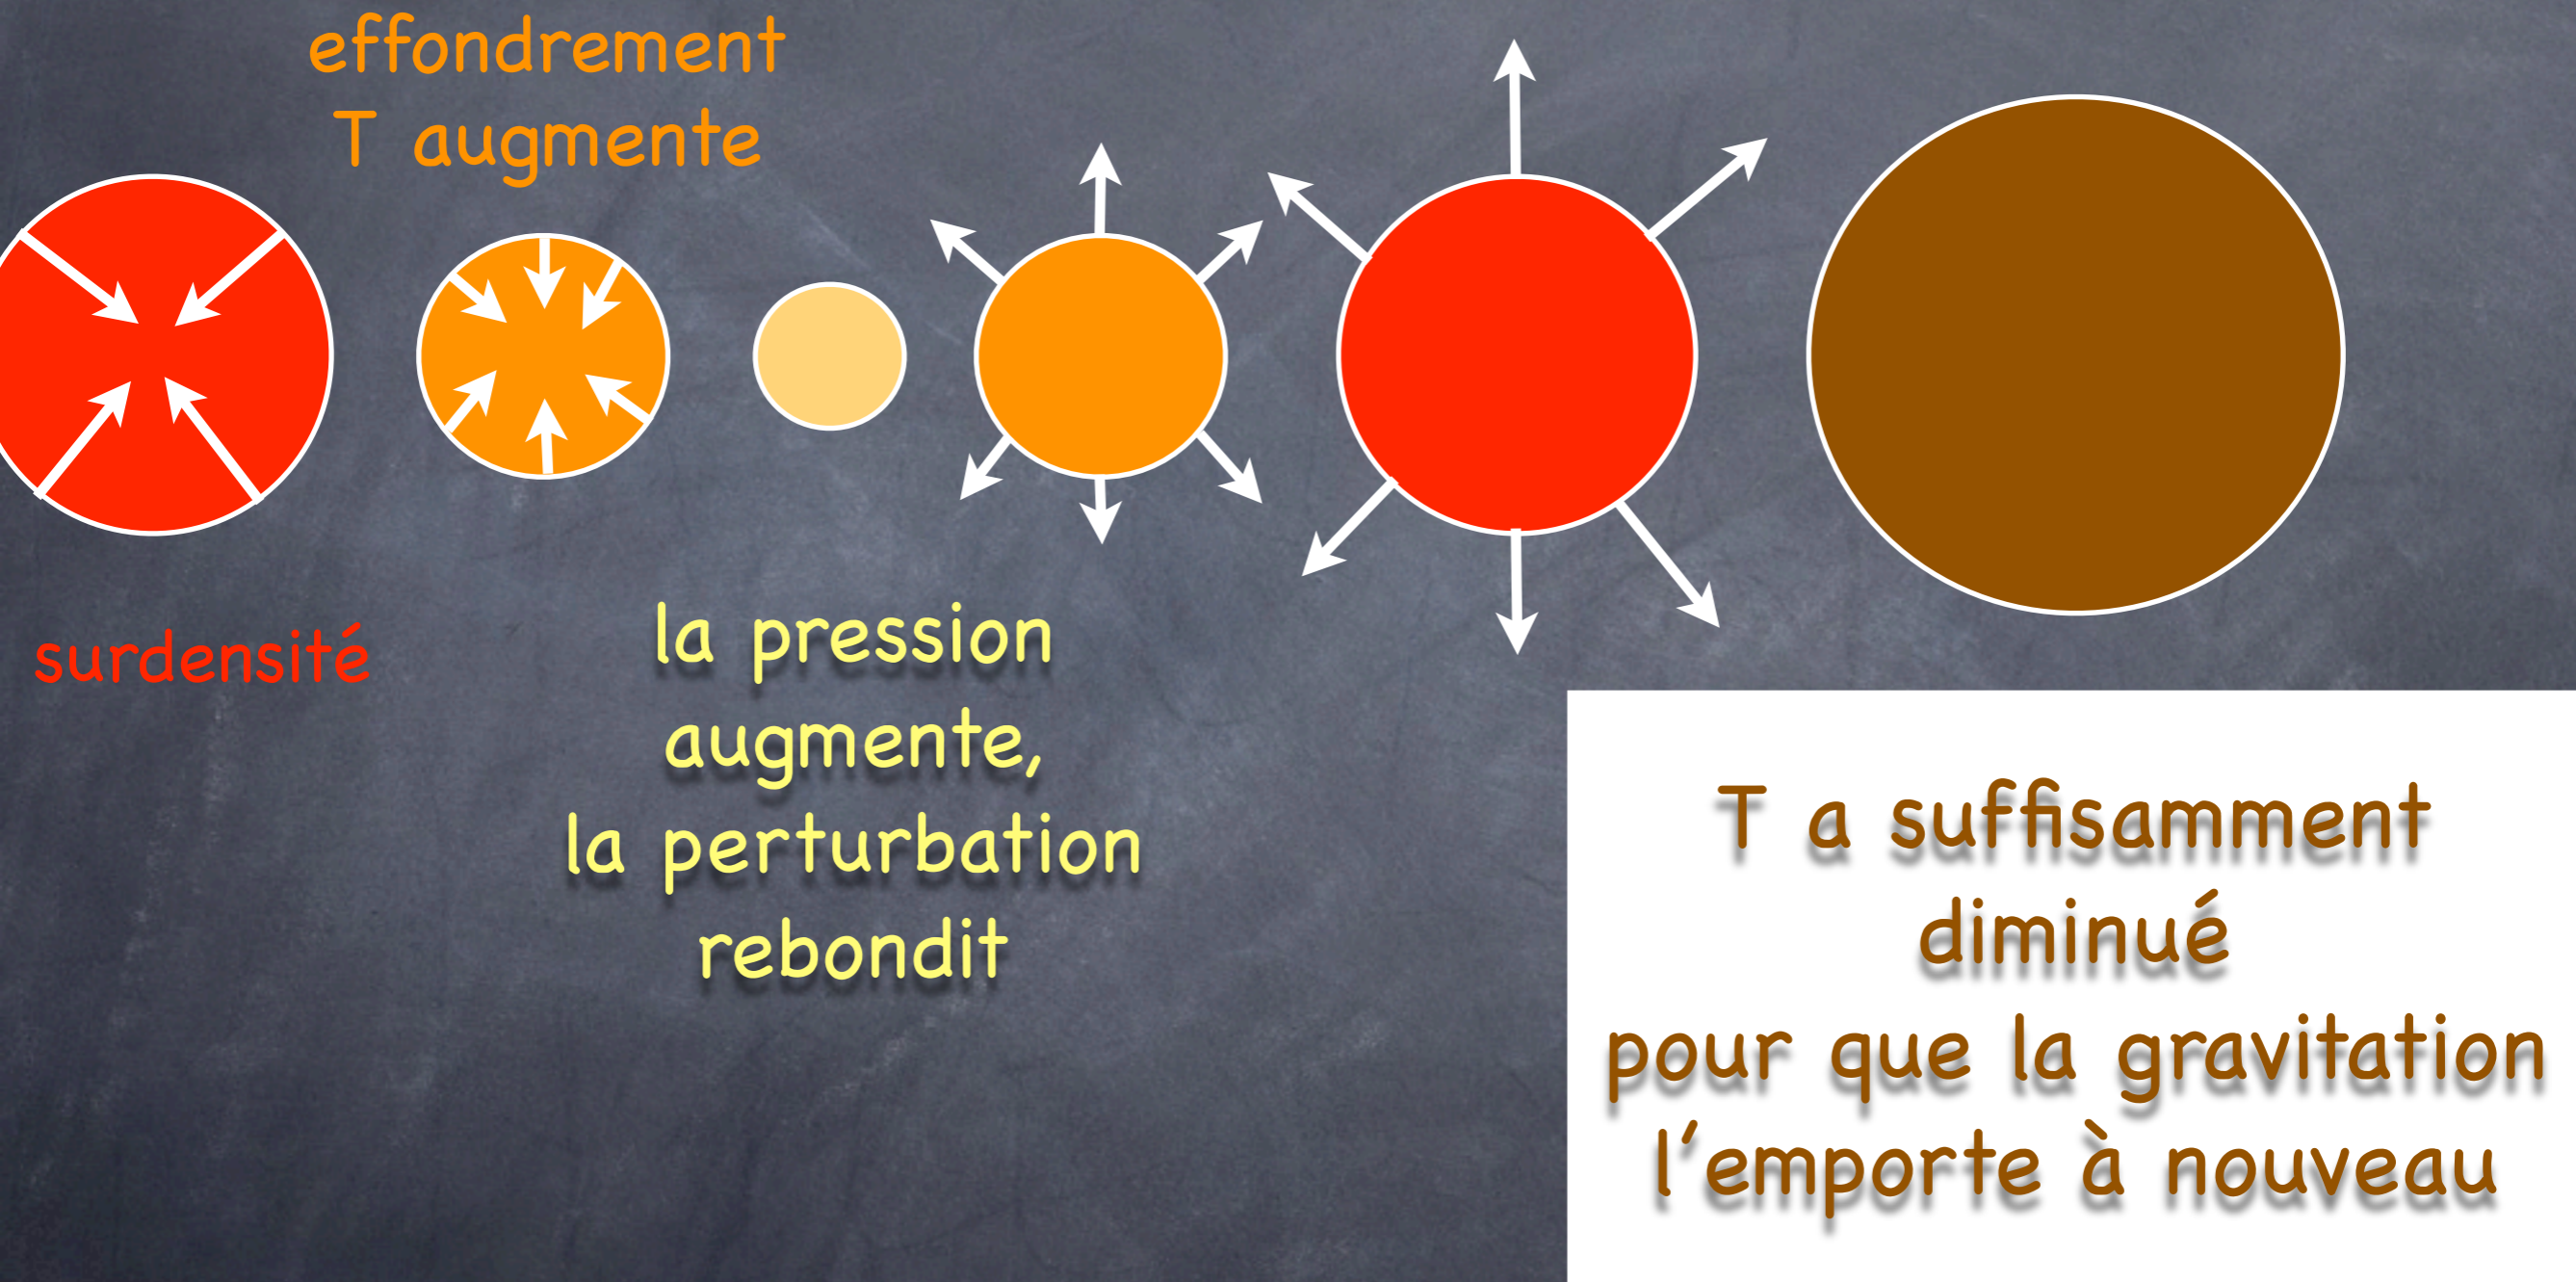 effondrement
T augmente
surdensité
la pression
augmente,
la perturbation
rebondit
T a suffisamment
diminué
pour que la gravitation
l'emporte à nouveau